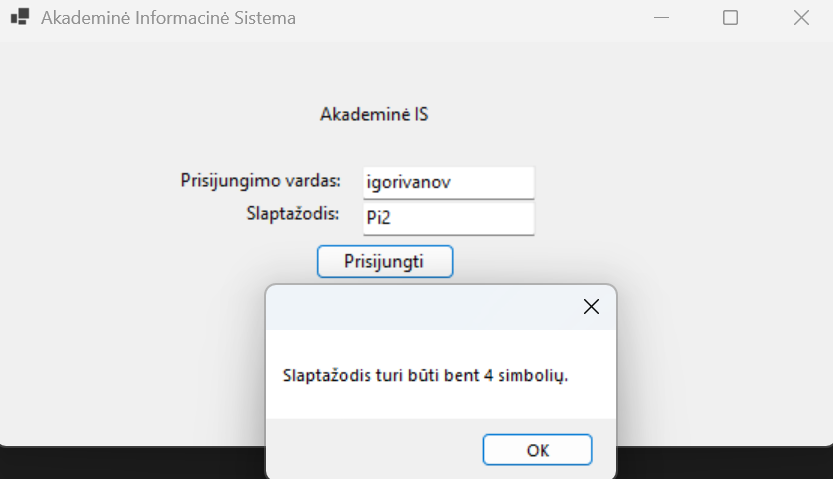 Akademinė Informacinė Sistema
Akademinė IS
Prisijungimo vardas: igorivanov
Slaptažodis: Pi2
Prisijungti
Slaptažodis turi būti bent 4 simbolių.
OK